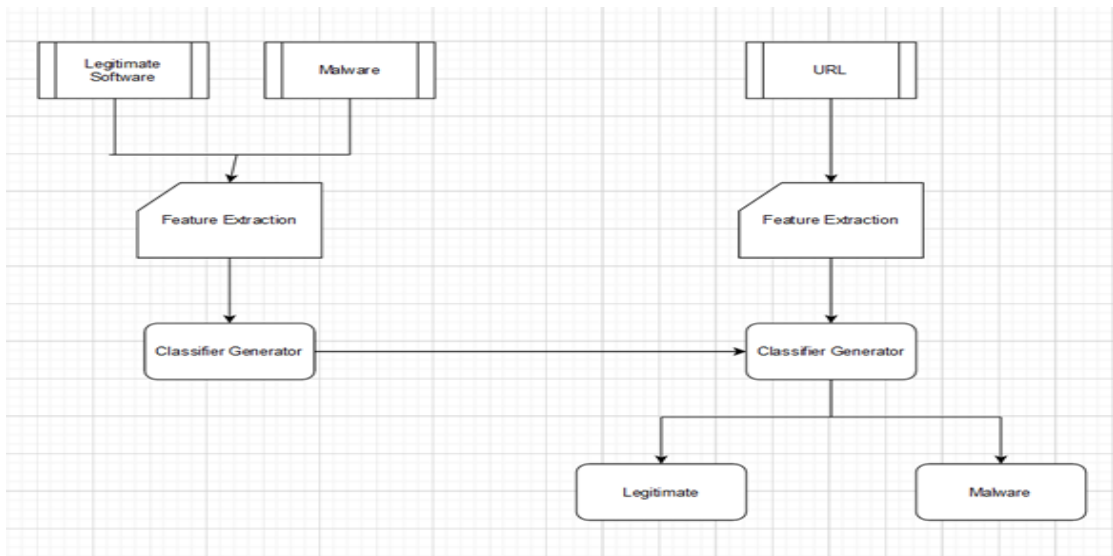 Legitimate
Software
Malware
URL
Feature Extraction
Feature Extraction
Classifier Generator
Classifier Generator
Legitimate
Malware